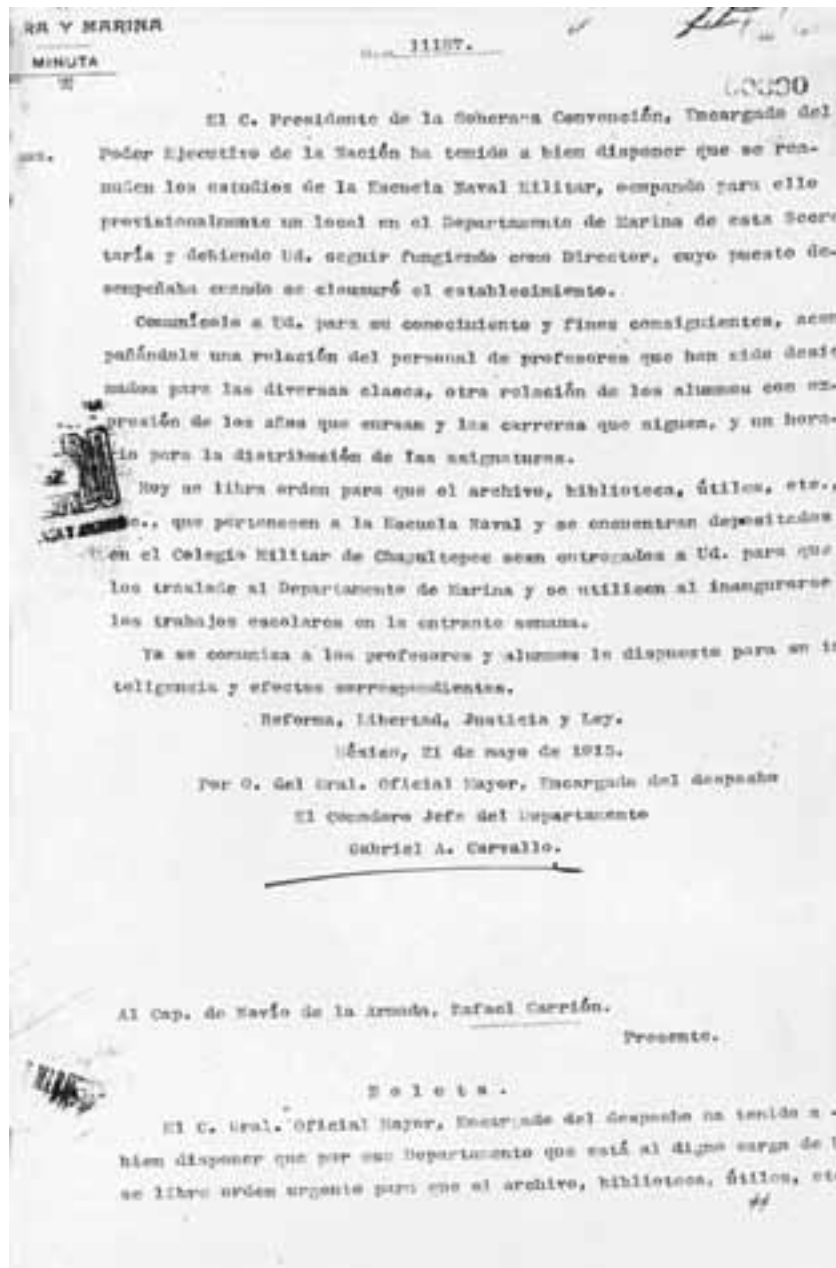 RA Y MARINA
MINUTA
11187.
El C. Presidente de la Soberana Convención, Encargado del
Poder Ejecutivo de la Nación ha tenido a bien disponer que se rea-
nuden los estudios de la Escuela Naval Militar, ocupando para ello
provisionalmente un local en el Departamento de Marina de esta Secre
taría y debiendo Ud. seguir fungiendo como Director, cuyo puesto de-
sempeñaba cuando se clausuró el establecimiento.
Comunícolo a Ud. para su conocimiento y fines consiguientes, acom
pañándole una relación del personal de profesores que han sido desig
nados para las diversas clases, otra relación de los alumnos con ex-
presión de los años que cursan y las carreras que siguen, y un hora-
rio para la distribución de las asignaturas.
Hoy se libra orden para que el archivo, biblioteca, útiles, etc.,
que pertenecen a la Escuela Naval y se encuentran depositados
en el Colegio Militar de Chapultepec sean entregados a Ud. para que
los traslade al Departamento de Marina y se utilicen al inaugurarse
los trabajos escolares en la entrante semana.
Ya se comunica a los profesores y alumnos lo dispuesto para su in
teligencia y efectos correspondientes.
Reforma, Libertad, Justicia y Ley.
México, 21 de mayo de 1915.
Por O. del Gral. Oficial Mayor, Encargado del despacho
El Comodoro Jefe del Departamento
Gabriel A. Carvallo.
Al Cap. de Navío de la Armada, Rafael Carrión.
Presente.
Boleta.
El C. Gral. Oficial Mayor, Encargado del despacho ha tenido a
bien disponer que por ese Departamento que está al digno cargo de
se libre orden urgente para que el archivo, biblioteca, útiles, etc